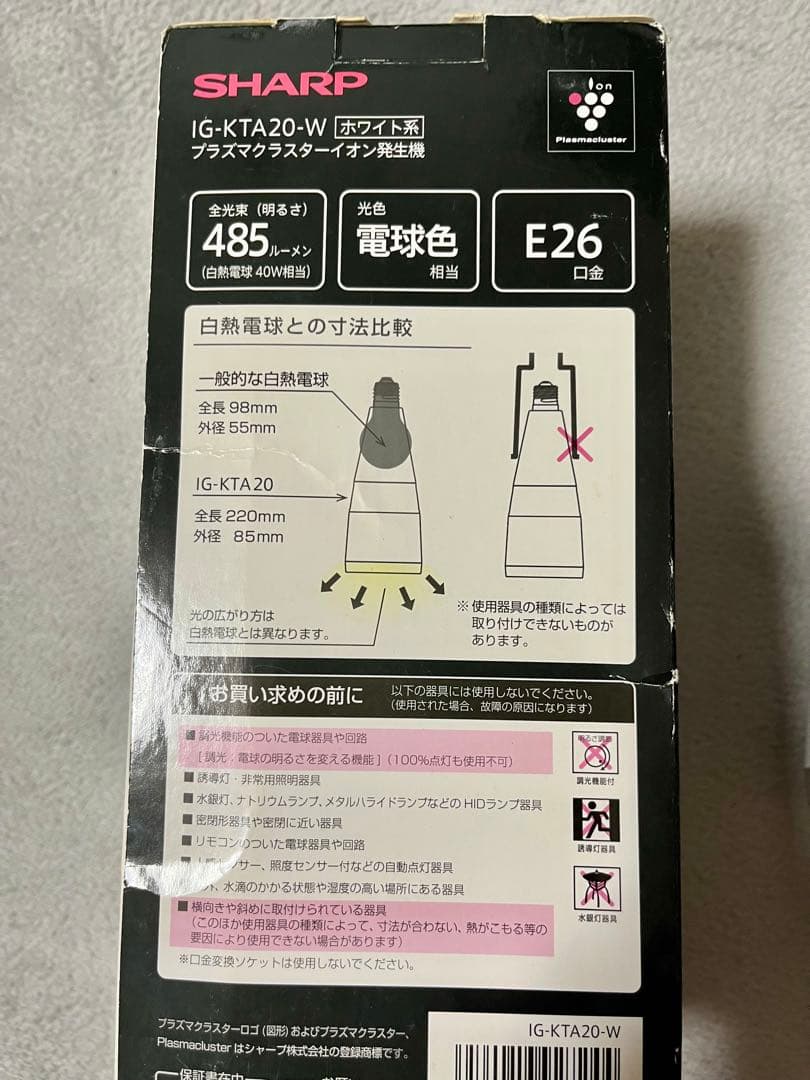 SHARP
IG-KTA20-W ホワイト系
プラズマクラスターイオン発生機
Ion
Plasmacluster
全光束（明るさ）
485ルーメン
（白熱電球 40W相当）
光色
電球色
相当
E26
口金
白熱電球との寸法比較
一般的な白熱電球
全長 98mm
外径 55mm
IG-KTA20
全長 220mm
外径 85mm
光の広がり方は
白熱電球とは異なります。
※使用器具の種類によっては
取り付けできないものが
あります。
お買い求めの前に
以下の器具には使用しないでください。
（使用された場合、故障の原因になります）
■ 調光機能のついた電球器具や回路
[調光：電球の明るさを変える機能]（100%点灯も使用不可）
■ 誘導灯・非常用照明器具
■ 水銀灯、ナトリウムランプ、メタルハライドランプなどの HIDランプ器具
■ 密閉形器具や密閉に近い器具
■ リモコンのついた電球器具や回路
センサー、照度センサー付などの自動点灯器具
水滴のかかる状態や湿度の高い場所にある器具
■ 横向きや斜めに取付けられている器具
（このほか使用器具の種類によって、寸法が合わない、熱がこもる等の
要因により使用できない場合があります）
※口金変換ソケットは使用しないでください。
明るさ調整
調光機能付
誘導灯器具
水銀灯器具
プラズマクラスターロゴ（図形）およびプラズマクラスター、
Plasmacluster はシャープ株式会社の登録商標です。
IG-KTA20-W
保証書在中